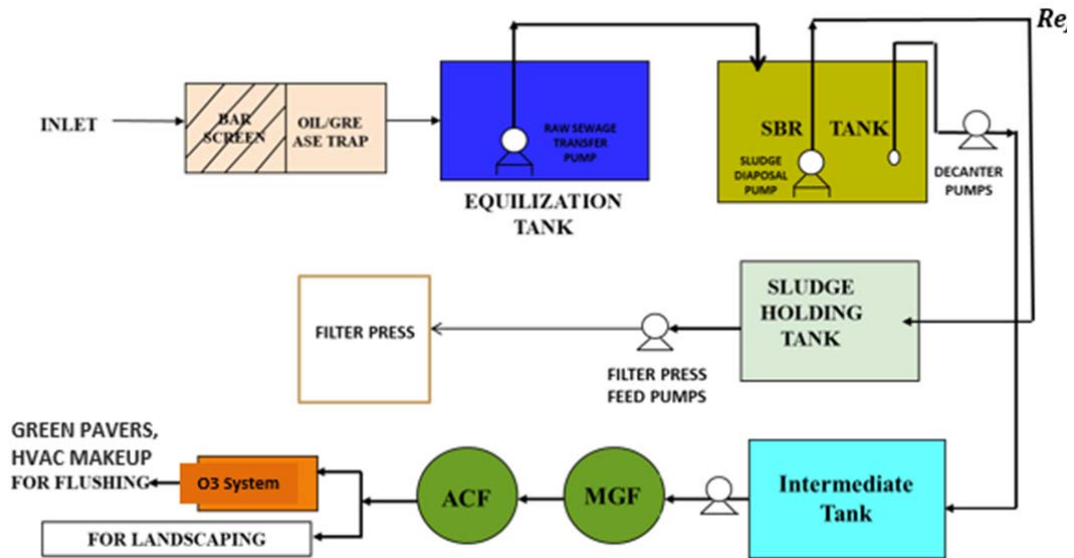 Ref
INLET
BAR
SCREEN
OIL/GRE
ASE TRAP
RAW SEWAGE
TRANSFER
PUMP
EQUILIZATION
TANK
SBR TANK
SLUDGE
DIAPOSAL
PUMP
DECANTER
PUMPS
SLUDGE
HOLDING
TANK
FILTER PRESS
FILTER PRESS
FEED PUMPS
GREEN PAVERS,
HVAC MAKEUP
FOR FLUSHING
O3 System
ACF
MGF
Intermediate
Tank
FOR LANDSCAPING